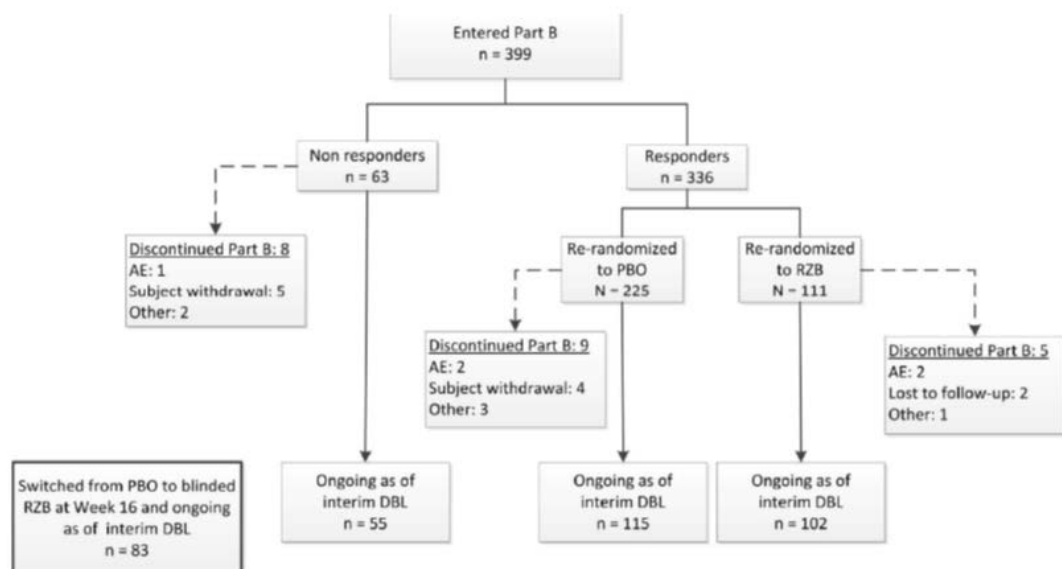 Entered Part B
n = 399
Non responders
n = 63
Responders
n = 336
Discontinued Part B: 8
AE: 1
Subject withdrawal: 5
Other: 2
Re-randomized
to PBO
N – 225
Re-randomized
to RZB
N – 111
Discontinued Part B: 9
AE: 2
Subject withdrawal: 4
Other: 3
Discontinued Part B: 5
AE: 2
Lost to follow-up: 2
Other: 1
Switched from PBO to blinded
RZB at Week 16 and ongoing
as of interim DBL
n = 83
Ongoing as of
interim DBL
n = 55
Ongoing as of
interim DBL
n = 115
Ongoing as of
interim DBL
n = 102